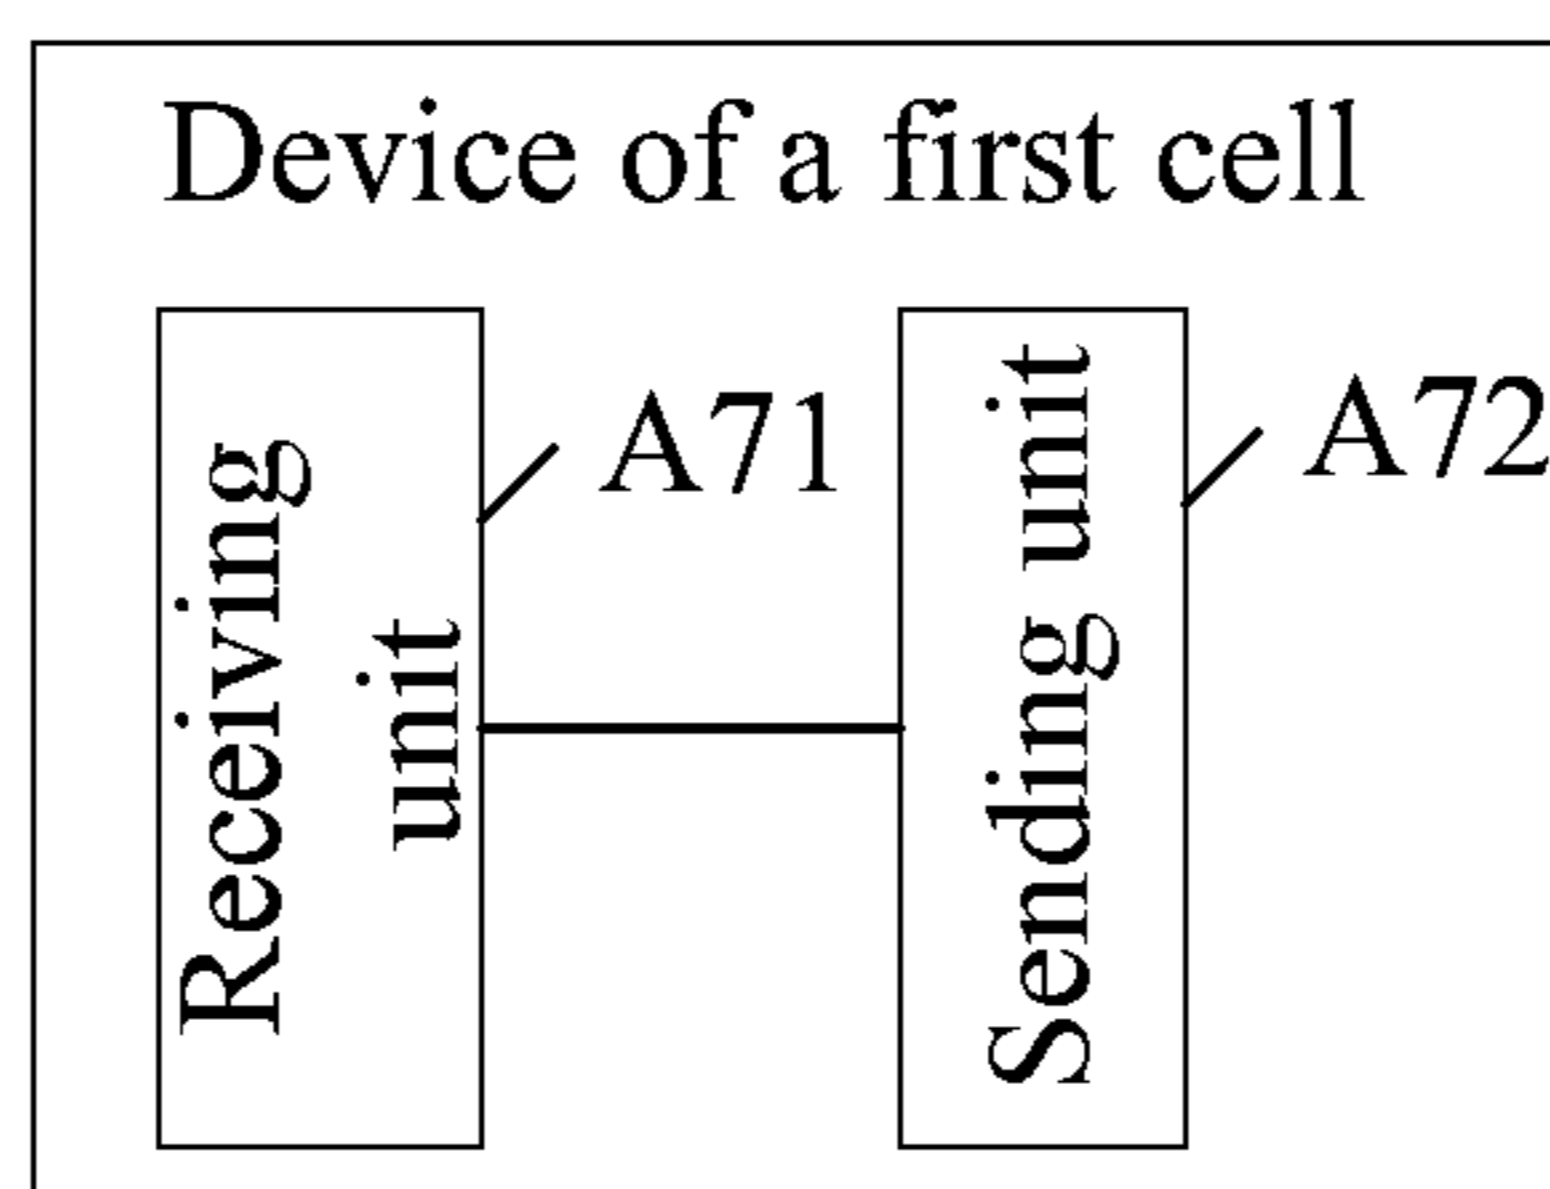 Device of a first cell
Receiving
unit
A71
Sending unit
A72